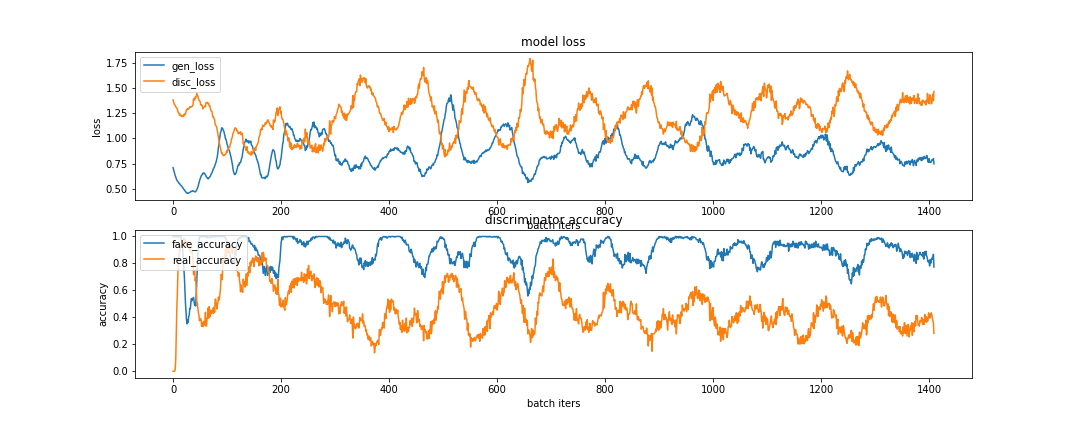 model loss
gen_loss
disc_loss
loss
1.75
1.50
1.25
1.00
0.75
0.50
0 200 400 600 800 1000 1200 1400
batch iters
discriminator accuracy
fake_accuracy
real_accuracy
accuracy
1.0
0.8
0.6
0.4
0.2
0.0
0 200 400 600 800 1000 1200 1400
batch iters